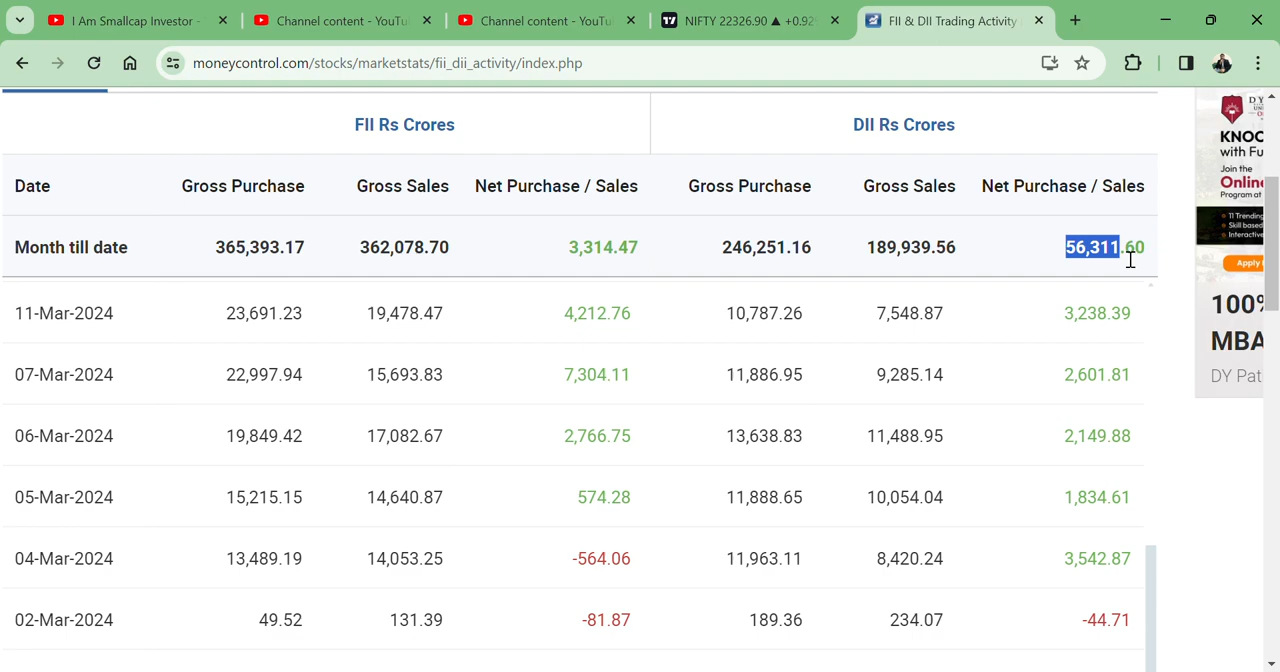 I Am Smallcap Investor -
Channel content - YouTu
Channel content - YouTu
NIFTY 22326.90 ▲ +0.92%
FII & DII Trading Activity
moneycontrol.com/stocks/marketstats/fii_dii_activity/index.php
FII Rs Crores DII Rs Crores
Date Gross Purchase Gross Sales Net Purchase / Sales Gross Purchase Gross Sales Net Purchase / Sales
Month till date 365,393.17 362,078.70 3,314.47 246,251.16 189,939.56 56,311.60
11-Mar-2024 23,691.23 19,478.47 4,212.76 10,787.26 7,548.87 3,238.39
07-Mar-2024 22,997.94 15,693.83 7,304.11 11,886.95 9,285.14 2,601.81
06-Mar-2024 19,849.42 17,082.67 2,766.75 13,638.83 11,488.95 2,149.88
05-Mar-2024 15,215.15 14,640.87 574.28 11,888.65 10,054.04 1,834.61
04-Mar-2024 13,489.19 14,053.25 -564.06 11,963.11 8,420.24 3,542.87
02-Mar-2024 49.52 131.39 -81.87 189.36 234.07 -44.71
D Y
KNOC
with Fu
Join the
Online
Program at
11 Trending
Skill based
Interactive
Apply
100%
MBA
DY Pat